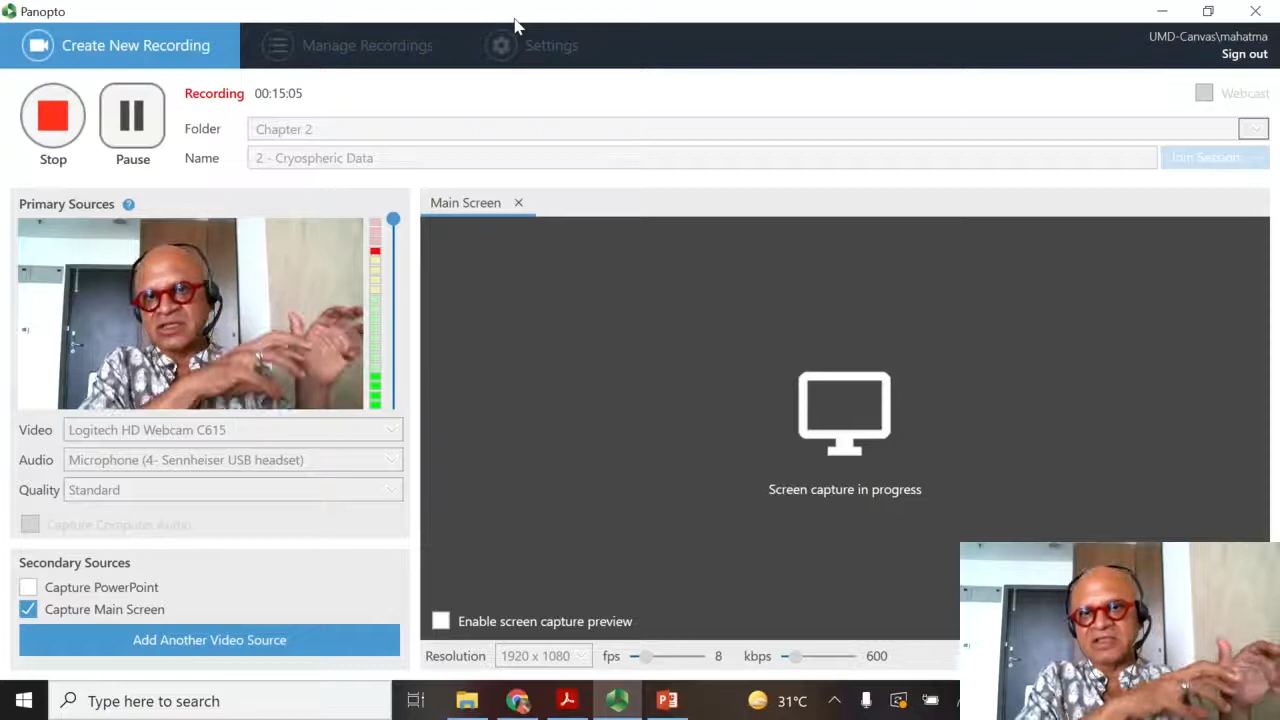 Panopto
Create New Recording
Manage Recordings
Settings
UMD-Canvas\mahatma
Sign out
Recording 00:15:05
Webcast
Folder Chapter 2
Stop Pause Name 2 - Cryospheric Data Join Session
Primary Sources ?
Main Screen
Video Logitech HD Webcam C615
Audio Microphone (4- Sennheiser USB headset)
Quality Standard
Capture Computer Audio
Screen capture in progress
Secondary Sources
Capture PowerPoint
Capture Main Screen
Add Another Video Source
Enable screen capture preview
Resolution 1920 x 1080 fps 8 kbps 600
Type here to search
31°C